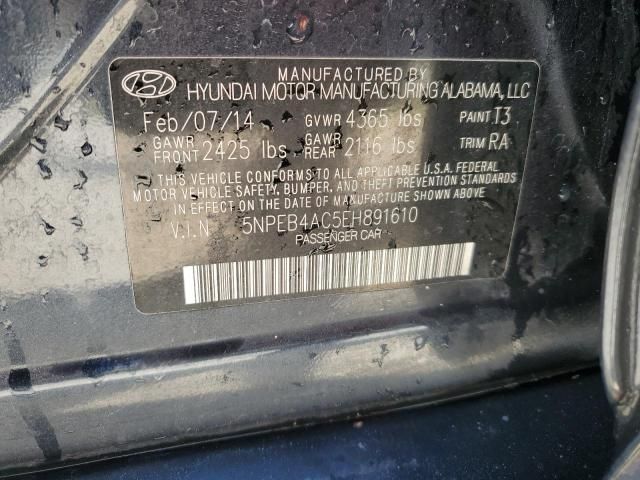 MANUFACTURED BY
HYUNDAI MOTOR MANUFACTURING ALABAMA, LLC
Feb/07/14 GVWR 4365 lbs PAINT T3
GAWR FRONT 2425 lbs GAWR REAR 2116 lbs TRIM RA
THIS VEHICLE CONFORMS TO ALL APPLICABLE U.S.A. FEDERAL
MOTOR VEHICLE SAFETY, BUMPER, AND THEFT PREVENTION STANDARDS
IN EFFECT ON THE DATE OF MANUFACTURE SHOWN ABOVE.
V.I.N 5NPEB4AC5EH891610
PASSENGER CAR